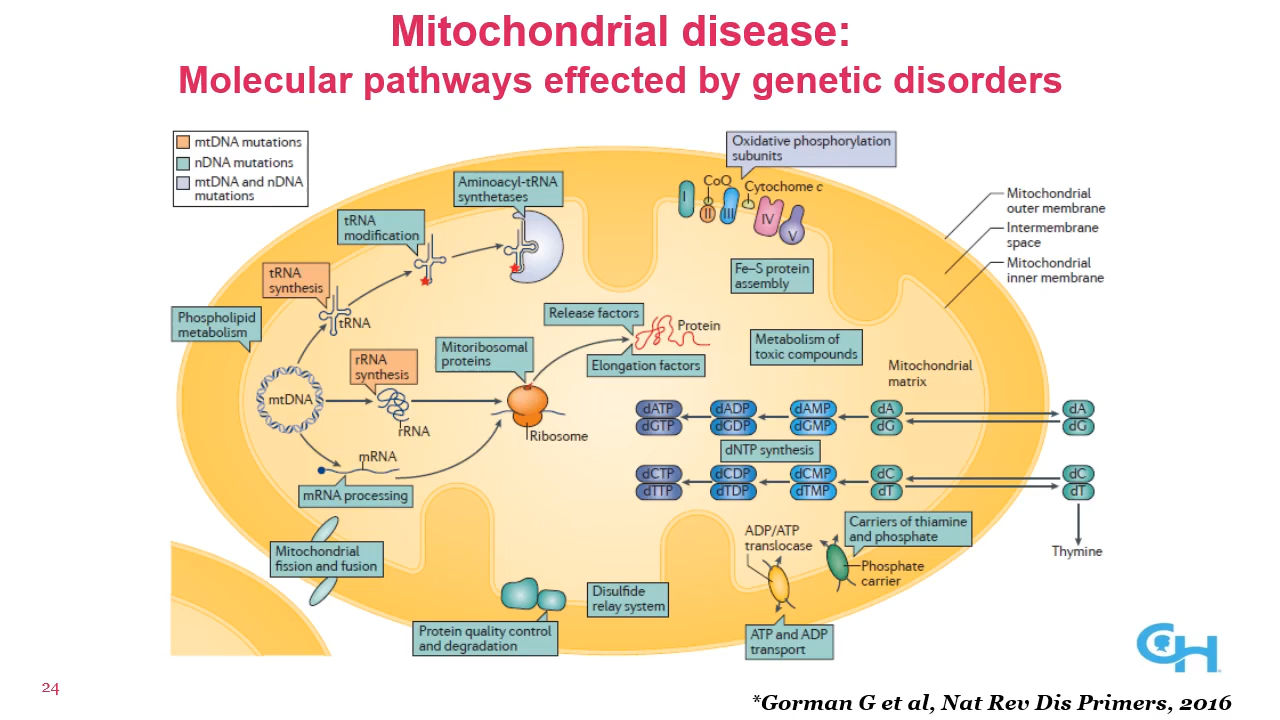 Mitochondrial disease:
Molecular pathways effected by genetic disorders
mtDNA mutations
nDNA mutations
mtDNA and nDNA
mutations
Oxidative phosphorylation
subunits
CoQ
Cytochome c
I
II
III
IV
V
Mitochondrial
outer membrane
Intermembrane
space
Mitochondrial
inner membrane
Aminoacyl-tRNA
synthetases
tRNA
modification
tRNA
synthesis
tRNA
Phospholipid
metabolism
Fe–S protein
assembly
Release factors
Protein
Elongation factors
Metabolism of
toxic compounds
Mitochondrial
matrix
rRNA
synthesis
Mitoribosomal
proteins
mtDNA
rRNA
Ribosome
mRNA
mRNA processing
dATP dADP dAMP dA dA
dGTP dGDP dGMP dG dG
dNTP synthesis
dCTP dCDP dCMP dC dC
dTTP dTDP dTMP dT dT
Thymine
Mitochondrial
fission and fusion
Protein quality control
and degradation
Disulfide
relay system
ADP/ATP
translocase
Carriers of thiamine
and phosphate
Phosphate
carrier
ATP and ADP
transport
CH
24
*Gorman G et al, Nat Rev Dis Primers, 2016